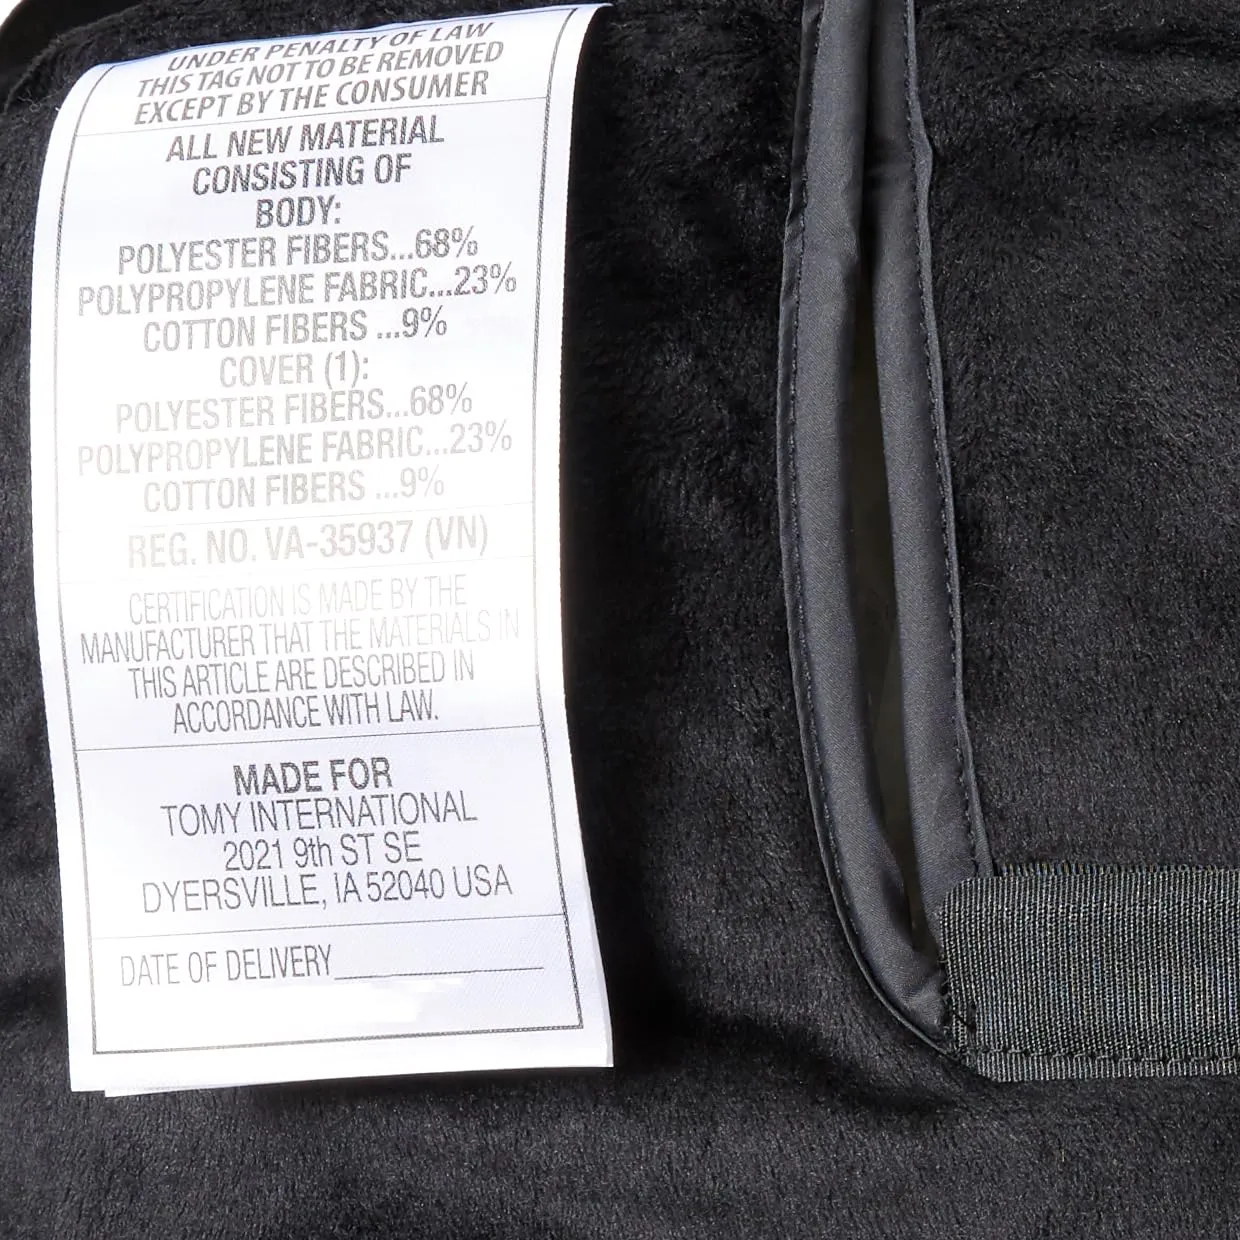 UNDER PENALTY OF LAW
THIS TAG NOT TO BE REMOVED
EXCEPT BY THE CONSUMER
ALL NEW MATERIAL
CONSISTING OF
BODY:
POLYESTER FIBERS...68%
POLYPROPYLENE FABRIC...23%
COTTON FIBERS ...9%
COVER (1):
POLYESTER FIBERS...68%
POLYPROPYLENE FABRIC...23%
COTTON FIBERS ...9%
REG. NO. VA-35937 (VN)
CERTIFICATION IS MADE BY THE
MANUFACTURER THAT THE MATERIALS IN
THIS ARTICLE ARE DESCRIBED IN
ACCORDANCE WITH LAW.
MADE FOR
TOMY INTERNATIONAL
2021 9th ST SE
DYERSVILLE, IA 52040 USA
DATE OF DELIVERY